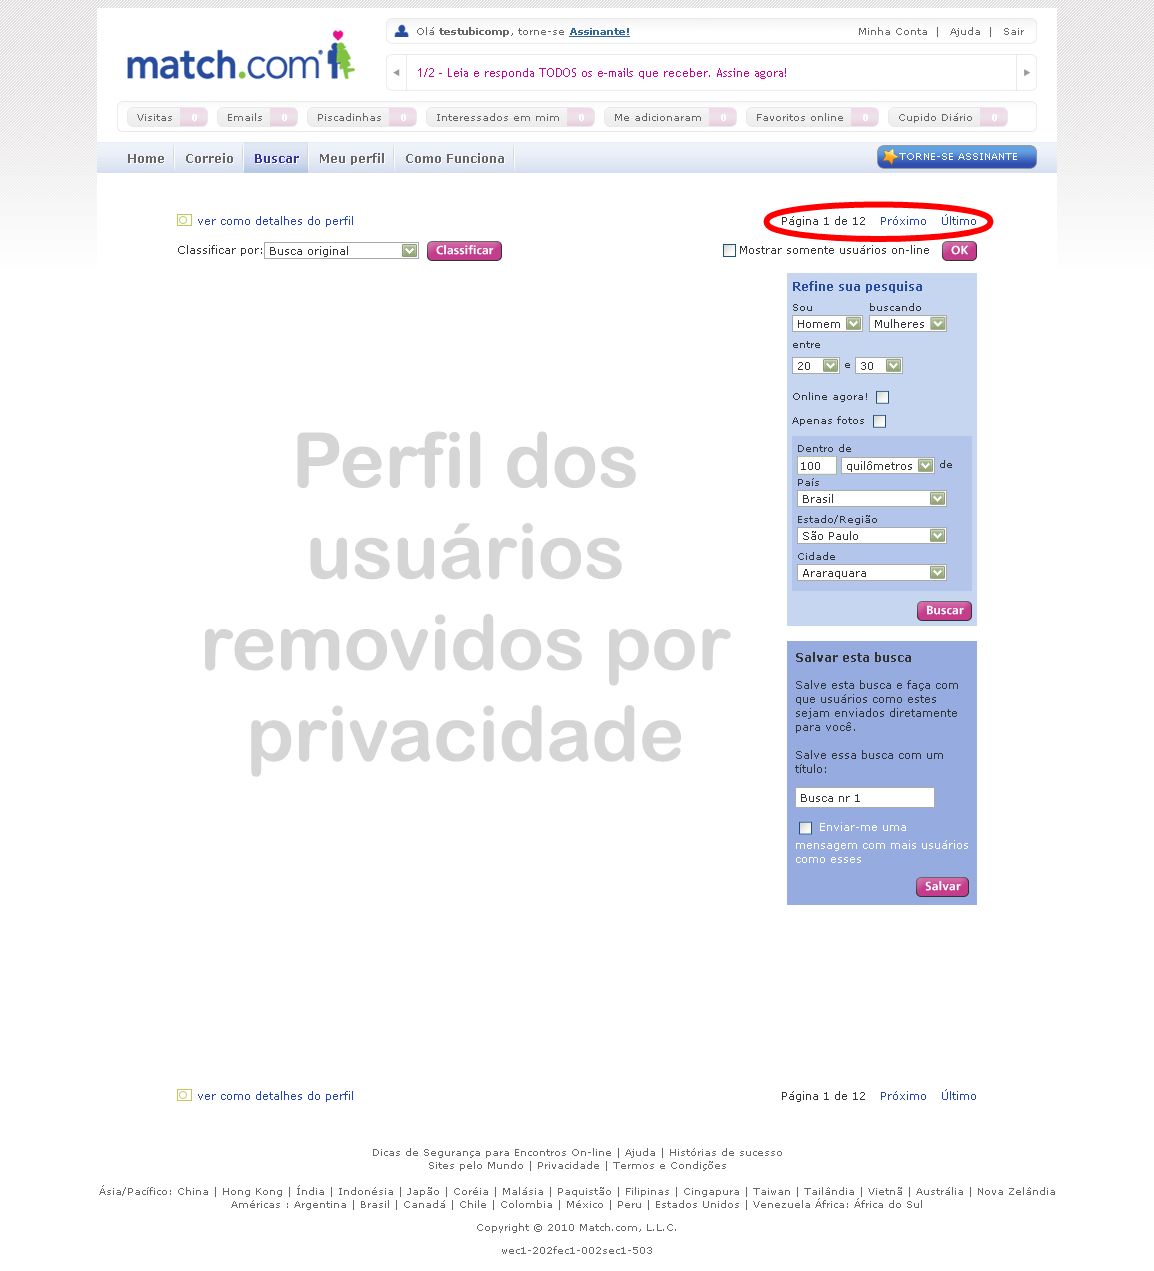 match.com
Olá testubicomp, torne-se Assinante!
Minha Conta | Ajuda | Sair
1/2 - Leia e responda TODOS os e-mails que receber. Assine agora!
Visitas 0 Emails 0 Piscadinhas 0 Interessados em mim 0 Me adicionaram 0 Favoritos online 0 Cupido Diário 0
Home Correio Buscar Meu perfil Como Funciona TORNE-SE ASSINANTE
ver como detalhes do perfil
Página 1 de 12 Próximo Último
Classificar por: Busca original Classificar
Mostrar somente usuários on-line OK
Perfil dos
usuários
removidos por
privacidade
Refine sua pesquisa
Sou buscando
Homem Mulheres
entre
20 e 30
Online agora!
Apenas fotos
Dentro de
100 quilômetros de
País
Brasil
Estado/Região
São Paulo
Cidade
Araraquara
Buscar
Salvar esta busca
Salve esta busca e faça com
que usuários como estes
sejam enviados diretamente
para você.
Salve essa busca com um
título:
Busca nr 1
Enviar-me uma
mensagem com mais usuários
como esses
Salvar
ver como detalhes do perfil
Página 1 de 12 Próximo Último
Dicas de Segurança para Encontros On-line | Ajuda | Histórias de sucesso
Sites pelo Mundo | Privacidade | Termos e Condições
Ásia/Pacífico: China | Hong Kong | Índia | Indonésia | Japão | Coréia | Malásia | Paquistão | Filipinas | Cingapura | Taiwan | Tailândia | Vietnã | Austrália | Nova Zelândia
Américas : Argentina | Brasil | Canadá | Chile | Colombia | México | Peru | Estados Unidos | Venezuela África: África do Sul
Copyright © 2010 Match.com, L.L.C.
wec1-202fec1-002sec1-503